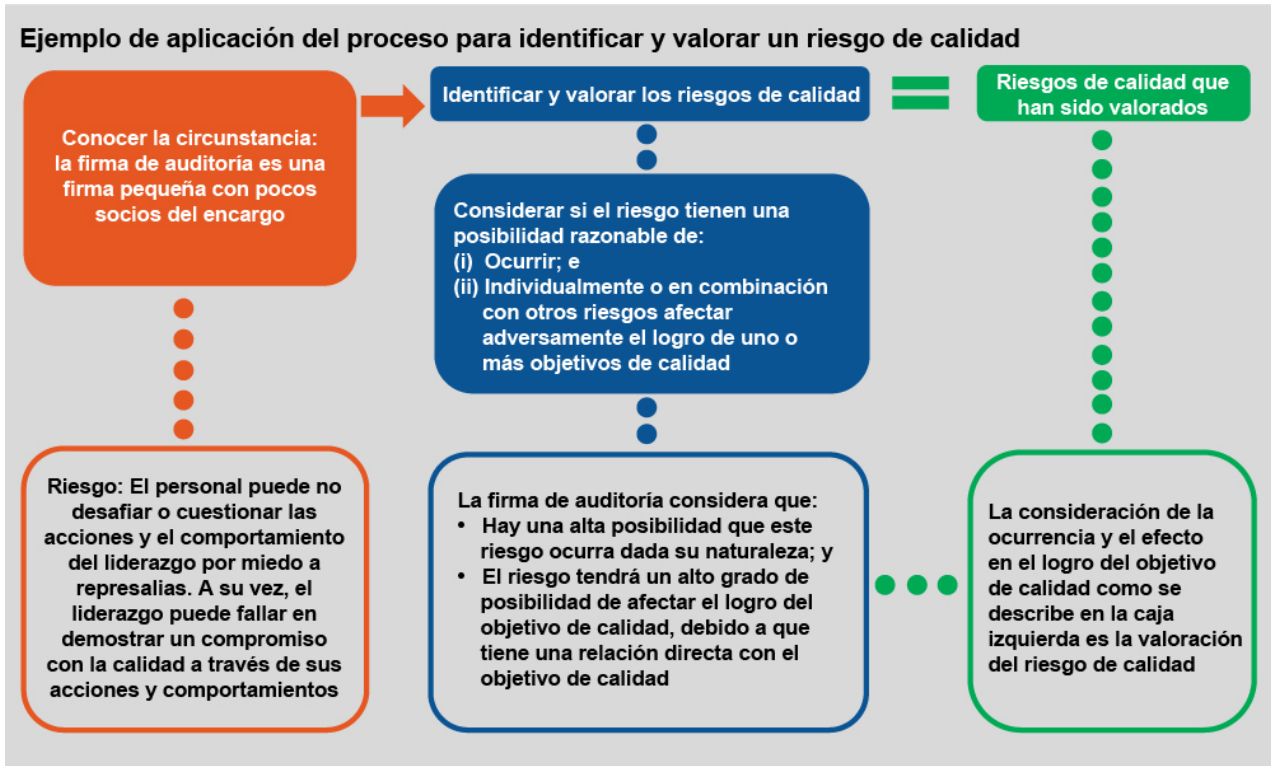 Ejemplo de aplicación del proceso para identificar y valorar un riesgo de calidad
Conocer la circunstancia:
la firma de auditoría es una
firma pequeña con pocos
socios del encargo
Identificar y valorar los riesgos de calidad
Riesgos de calidad que
han sido valorados
Considerar si el riesgo tienen una
posibilidad razonable de:
(i) Ocurrir; e
(ii) Individualmente o en combinación
con otros riesgos afectar
adversamente el logro de uno o
más objetivos de calidad
Riesgo: El personal puede no
desafiar o cuestionar las
acciones y el comportamiento
del liderazgo por miedo a
represalias. A su vez, el
liderazgo puede fallar en
demostrar un compromiso
con la calidad a través de sus
acciones y comportamientos
La firma de auditoría considera que:
• Hay una alta posibilidad que este
riesgo ocurra dada su naturaleza; y
• El riesgo tendrá un alto grado de
posibilidad de afectar el logro del
objetivo de calidad, debido a que
tiene una relación directa con el
objetivo de calidad
La consideración de la
ocurrencia y el efecto
en el logro del objetivo
de calidad como se
describe en la caja
izquierda es la valoración
del riesgo de calidad